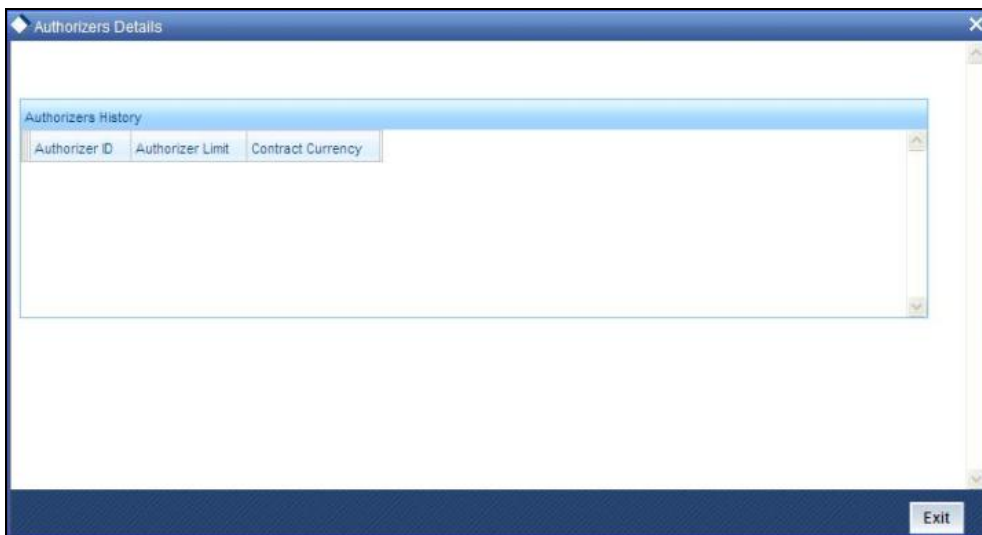 Authorizers Details
Authorizers History
Authorizer ID Authorizer Limit Contract Currency
Exit